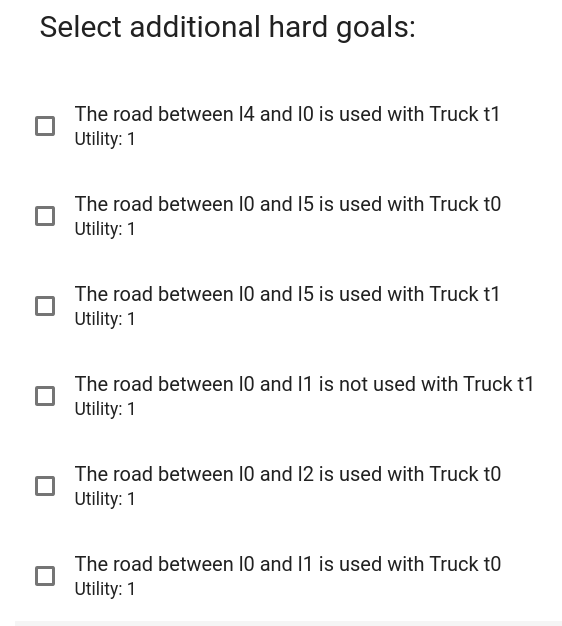 Select additional hard goals:
The road between l4 and l0 is used with Truck t1
Utility: 1
The road between l0 and l5 is used with Truck t0
Utility: 1
The road between l0 and l5 is used with Truck t1
Utility: 1
The road between l0 and l1 is not used with Truck t1
Utility: 1
The road between l0 and l2 is used with Truck t0
Utility: 1
The road between l0 and l1 is used with Truck t0
Utility: 1